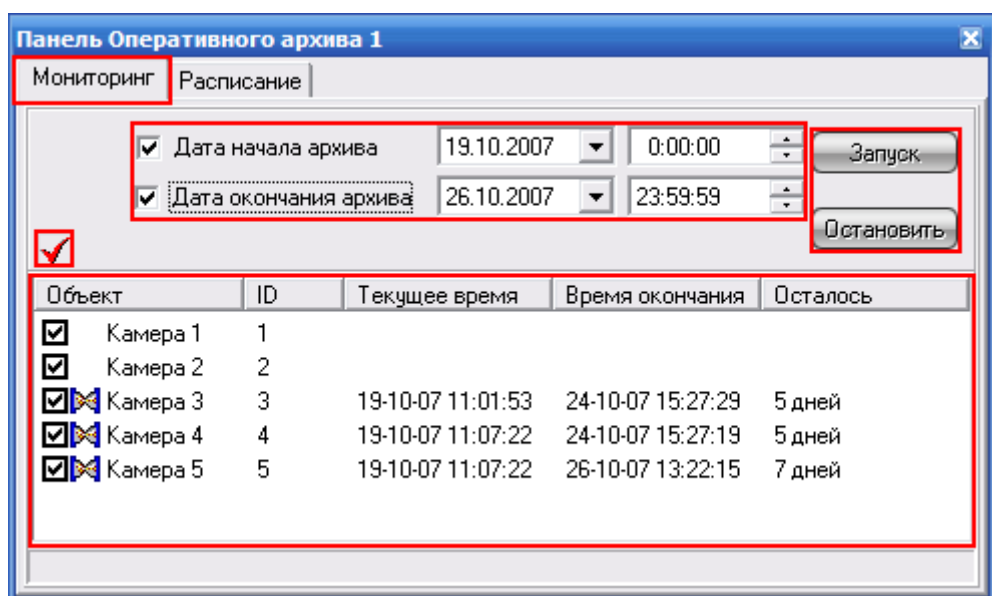 Панель Оперативного архива 1
Мониторинг Расписание
Дата начала архива 19.10.2007 0:00:00 Запуск
Дата окончания архива 26.10.2007 23:59:59 Остановить
Объект ID Текущее время Время окончания Осталось
Камера 1 1
Камера 2 2
Камера 3 3 19-10-07 11:01:53 24-10-07 15:27:29 5 дней
Камера 4 4 19-10-07 11:07:22 24-10-07 15:27:19 5 дней
Камера 5 5 19-10-07 11:07:22 26-10-07 13:22:15 7 дней